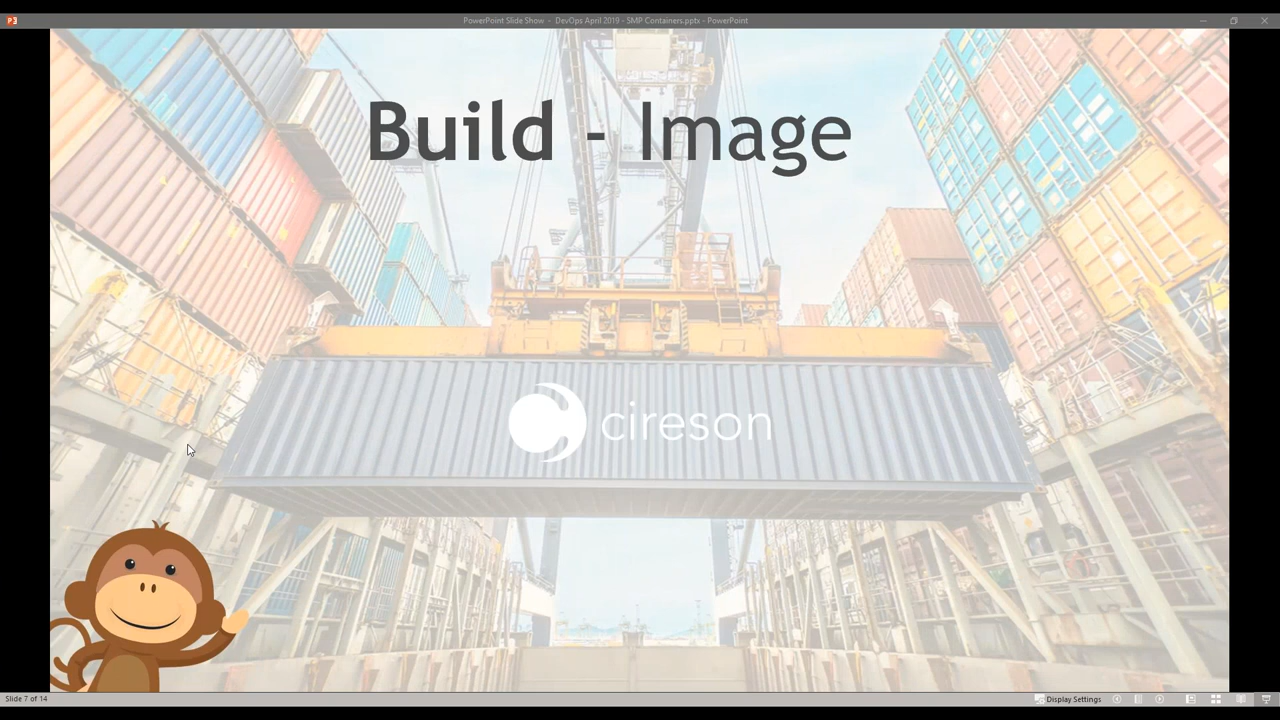 PowerPoint Slide Show - DevOps April 2019 - SMP Containers.pptx - PowerPoint
Build - Image
cireson
Slide 7 of 14
Display Settings